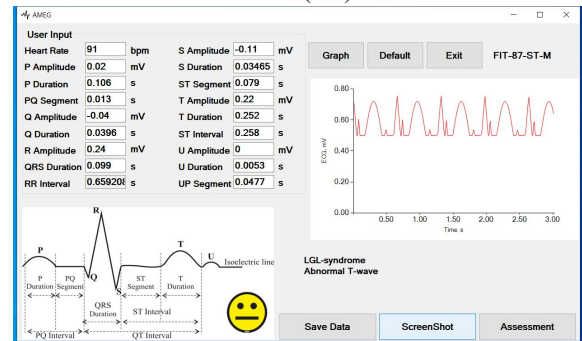 AMEG
User Input
Heart Rate 91 bpm S Amplitude -0.11 mV
P Amplitude 0.02 mV S Duration 0.03465 s
P Duration 0.106 s ST Segment 0.079 s
PQ Segment 0.013 s T Amplitude 0.22 mV
Q Amplitude -0.04 mV T Duration 0.252 s
Q Duration 0.0396 s ST Interval 0.258 s
R Amplitude 0.24 mV U Amplitude 0 mV
QRS Duration 0.099 s U Duration 0.0053 s
RR Interval 0.659208 s UP Segment 0.0477 s
Graph Default Exit FIT-87-ST-M
0.80
0.60
0.40
0.20
0.00
ECG, mV
0.50 1.00 1.50 2.00 2.50 3.00
Time, s
R
P
T
U
Isoelectric line
Q
S
P Duration
PQ Segment
ST Segment
T Duration
QRS Duration
ST Interval
PQ Interval
QT Interval
LGL-syndrome
Abnormal T-wave
Save Data ScreenShot Assessment